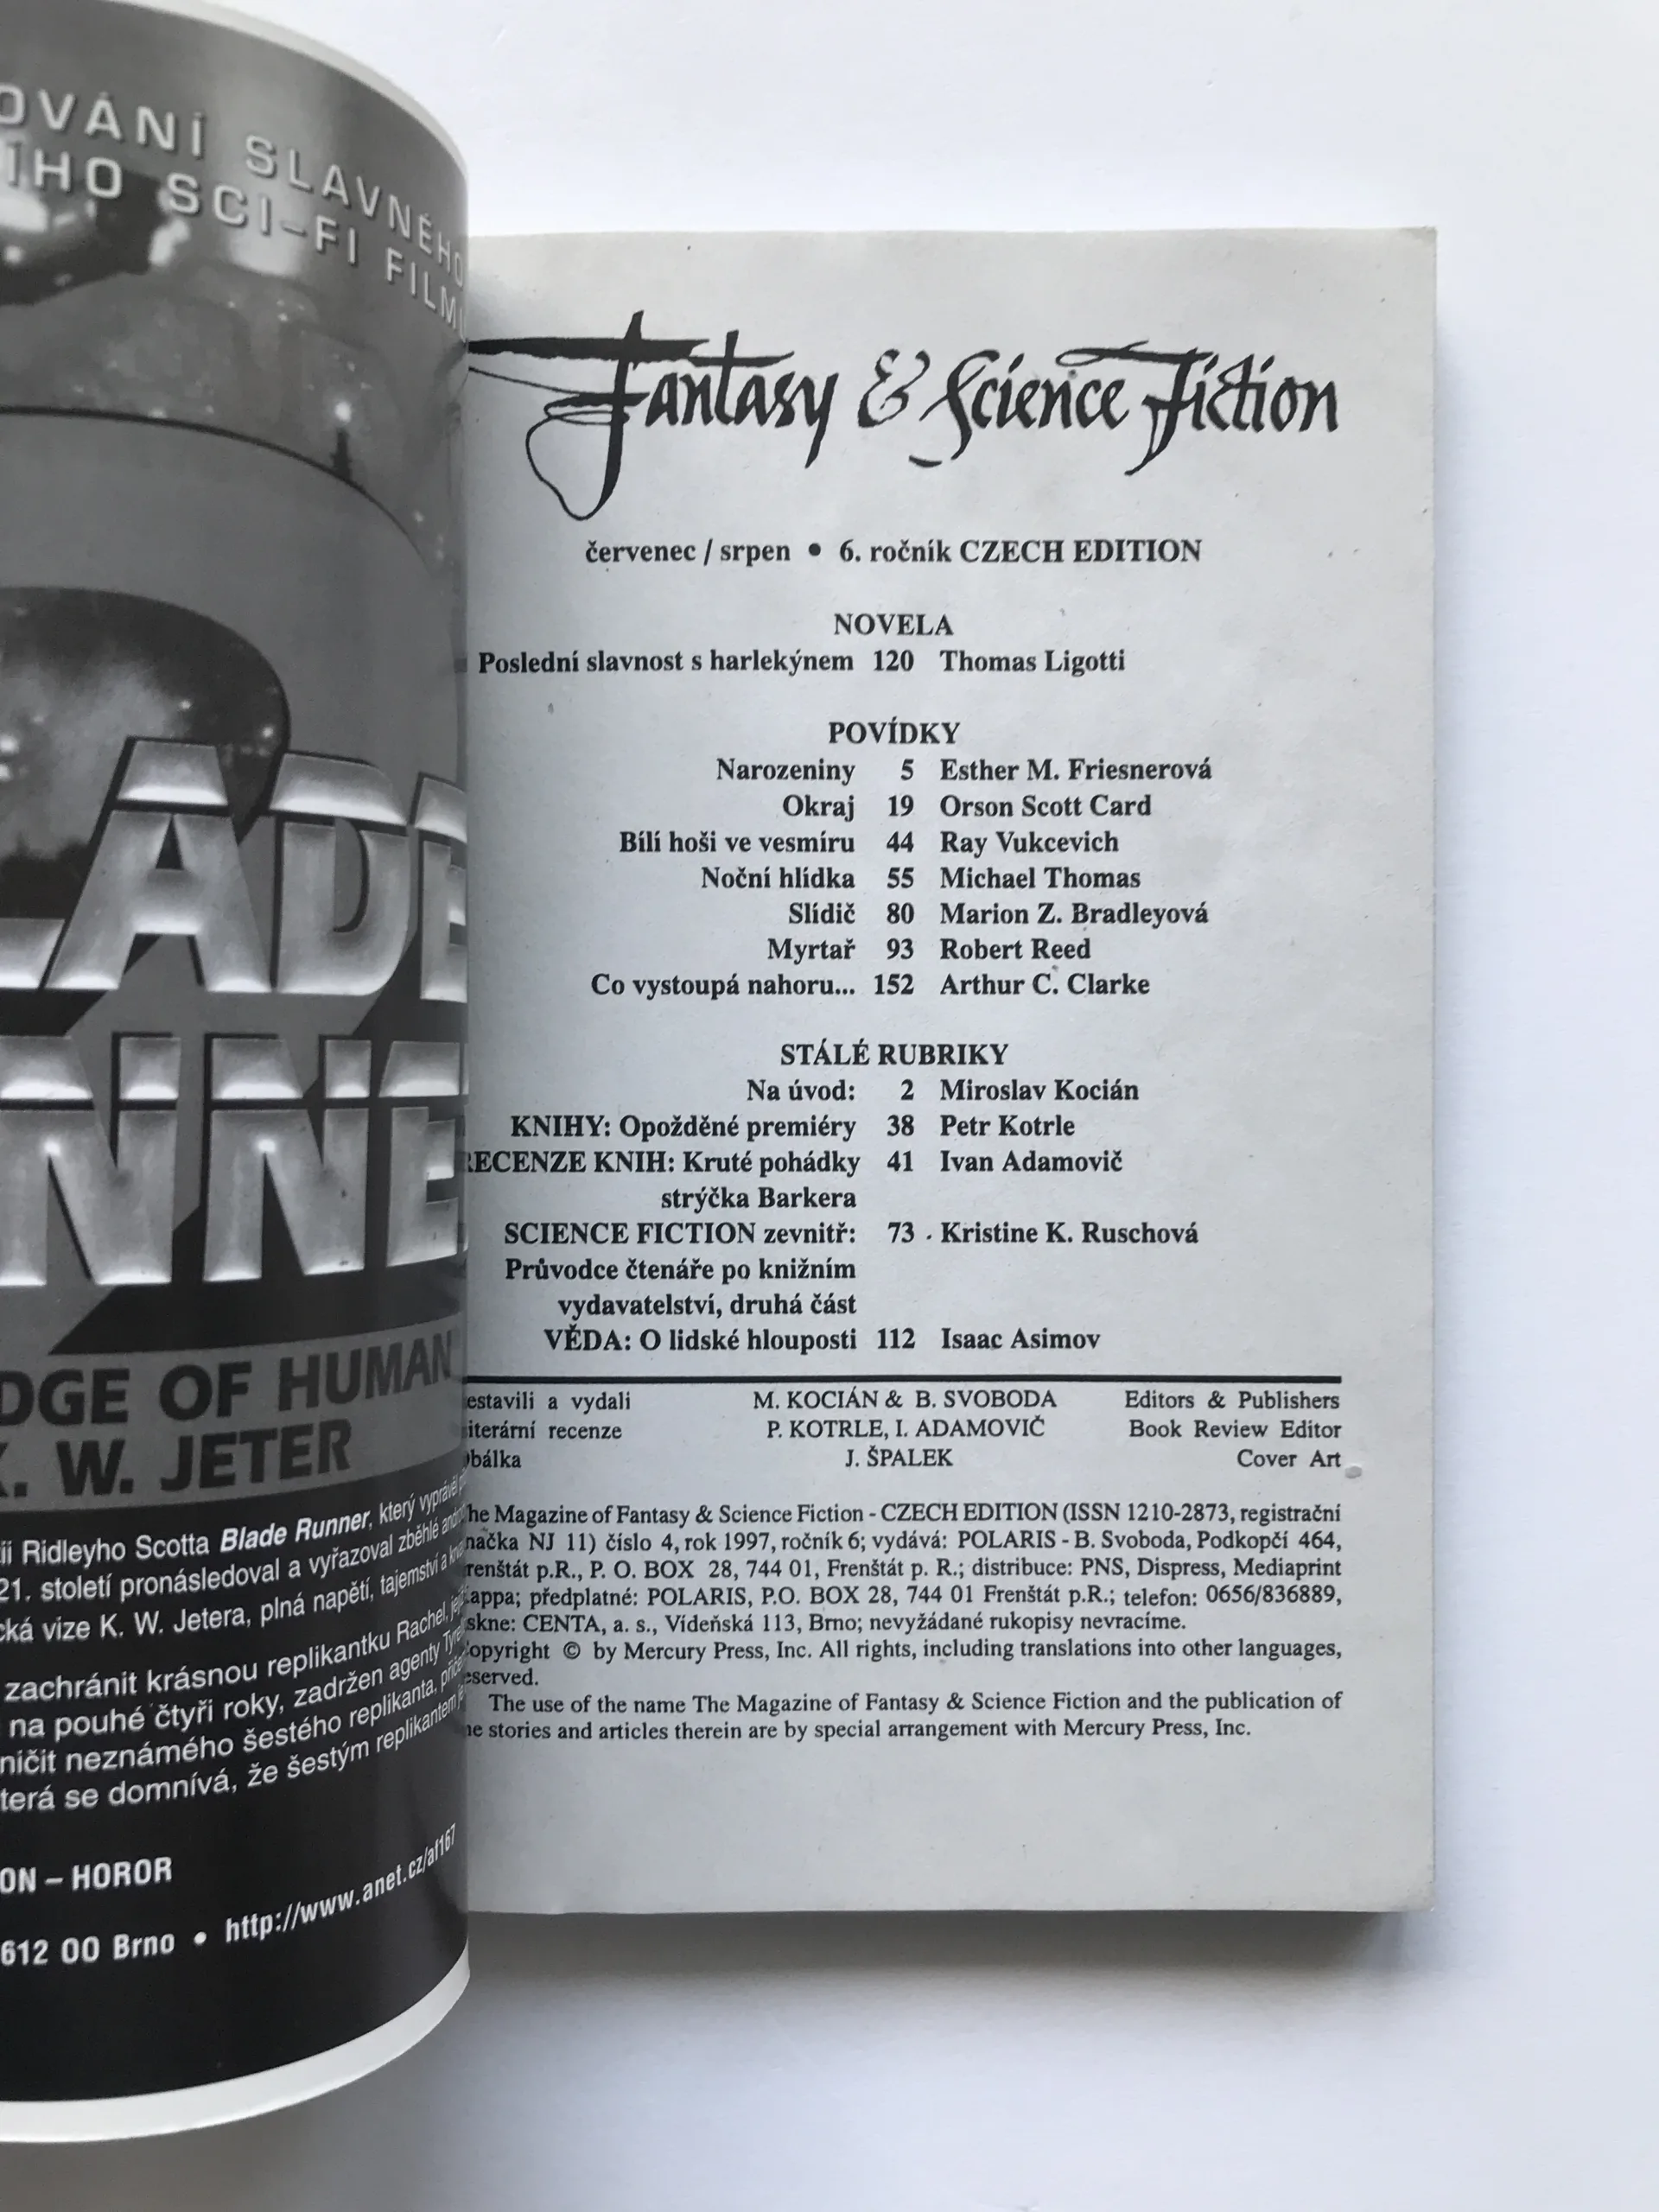 SLAVNÉHO
SCI-FI FILMU
OF HUMAN
K. W. JETER
Ridleyho Scotta Blade Runner, který vyprávěl
21. století pronásledoval a vyřazoval zběhlé
vize K. W. Jetera, plná napětí, tajemství a
zachránit krásnou replikantku Rachel,
na pouhé čtyři roky, zadržen agenty
neznámého šestého replikanta,
která se domnívá, že šestým replikantem
– HOROR
612 00 Brno • http://www.anet.cz/af167
Fantasy & Science Fiction
červenec / srpen • 6. ročník CZECH EDITION
NOVELA
Poslední slavnost s harlekýnem 120 Thomas Ligotti
POVÍDKY
Narozeniny 5 Esther M. Friesnerová
Okraj 19 Orson Scott Card
Bílí hoši ve vesmíru 44 Ray Vukcevich
Noční hlídka 55 Michael Thomas
Slídič 80 Marion Z. Bradleyová
Myrtař 93 Robert Reed
Co vystoupá nahoru... 152 Arthur C. Clarke
STÁLÉ RUBRIKY
Na úvod: 2 Miroslav Kocián
KNIHY: Opožděné premiéry 38 Petr Kotrle
RECENZE KNIH: Kruté pohádky 41 Ivan Adamovič
strýčka Barkera
SCIENCE FICTION zevnitř: 73 Kristine K. Ruschová
Průvodce čtenáře po knižním
vydavatelství, druhá část
VĚDA: O lidské hlouposti 112 Isaac Asimov
estavili a vydali M. KOCIÁN & B. SVOBODA Editors & Publishers
iterární recenze P. KOTRLE, I. ADAMOVIČ Book Review Editor
bálka J. ŠPALEK Cover Art
he Magazine of Fantasy & Science Fiction - CZECH EDITION (ISSN 1210-2873, registrační
načka NJ 11) číslo 4, rok 1997, ročník 6; vydává: POLARIS - B. Svoboda, Podkopčí 464,
renštát p.R., P. O. BOX 28, 744 01, Frenštát p. R.; distribuce: PNS, Dispress, Mediaprint
appa; předplatné: POLARIS, P.O. BOX 28, 744 01 Frenštát p.R.; telefon: 0656/836889,
skne: CENTA, a. s., Vídeňská 113, Brno; nevyžádané rukopisy nevracíme.
opyright © by Mercury Press, Inc. All rights, including translations into other languages,
eserved.
The use of the name The Magazine of Fantasy & Science Fiction and the publication of
he stories and articles therein are by special arrangement with Mercury Press, Inc.